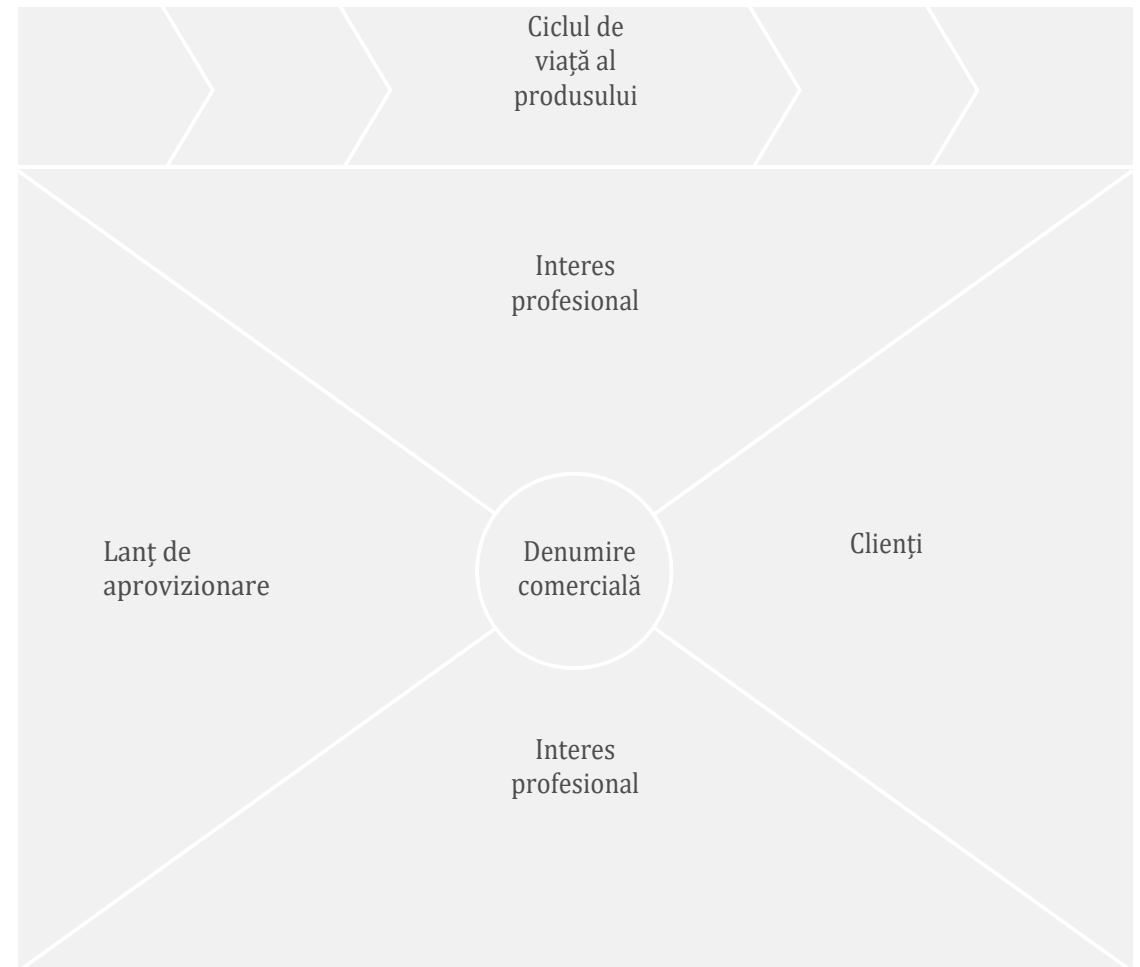 Ciclul de
viață al
produsului
Interes
profesional
Lanț de
aprovizionare
Denumire
comercială
Clienți
Interes
profesional